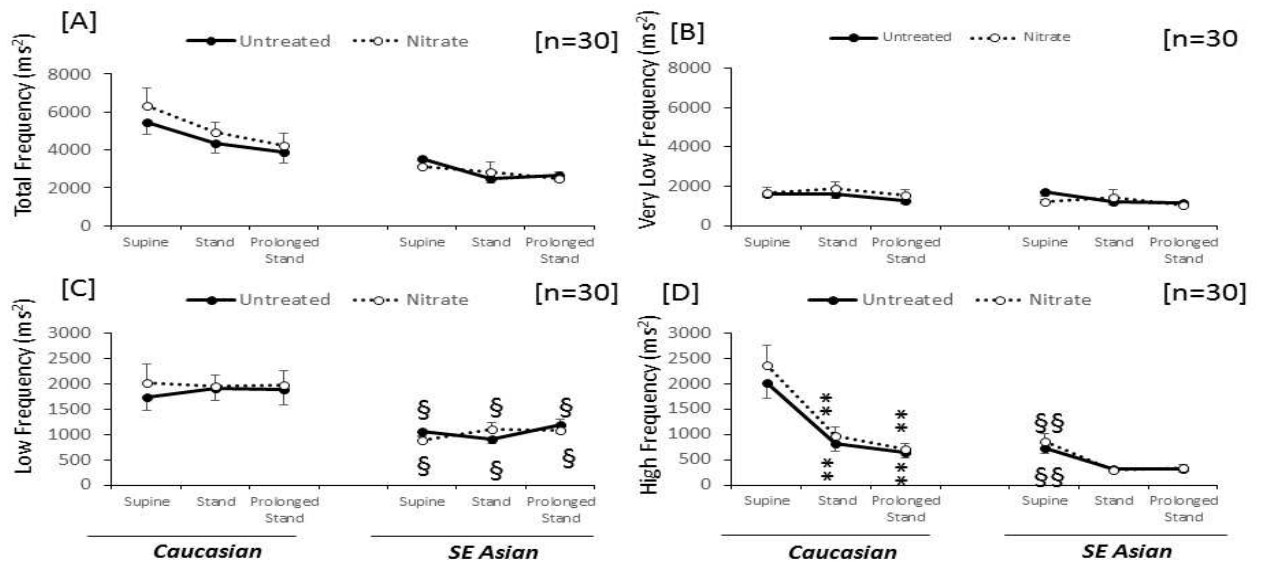 [A]
Untreated Nitrate
[n=30]
Total Frequency (ms²)
8000
6000
4000
2000
0
Supine Stand Prolonged Stand
Supine Stand Prolonged Stand
[B]
Untreated Nitrate
[n=30
Very Low Frequency (ms²)
8000
6000
4000
2000
0
Supine Stand Prolonged Stand
Supine Stand Prolonged Stand
[C]
Untreated Nitrate
[n=30]
Low Frequency (ms²)
3000
2500
2000
1500
1000
500
0
§ § §
§ § §
Supine Stand Prolonged Stand
Supine Stand Prolonged Stand
Caucasian SE Asian
[D]
Untreated Nitrate
[n=30]
High Frequency (ms²)
3000
2500
2000
1500
1000
500
0
** **
** **
§§
§§
Supine Stand Prolonged Stand
Supine Stand Prolonged Stand
Caucasian SE Asian